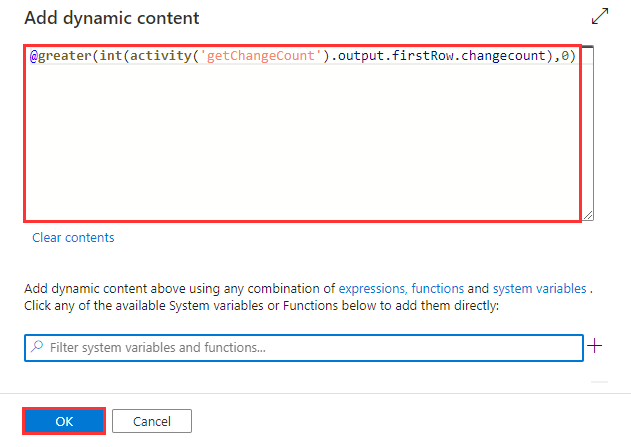 Add dynamic content
@greater(int(activity('getChangeCount').output.firstRow.changecount),0)
Clear contents
Add dynamic content above using any combination of expressions, functions and system variables .
Click any of the available System variables or Functions below to add them directly:
Filter system variables and functions...
OK
Cancel